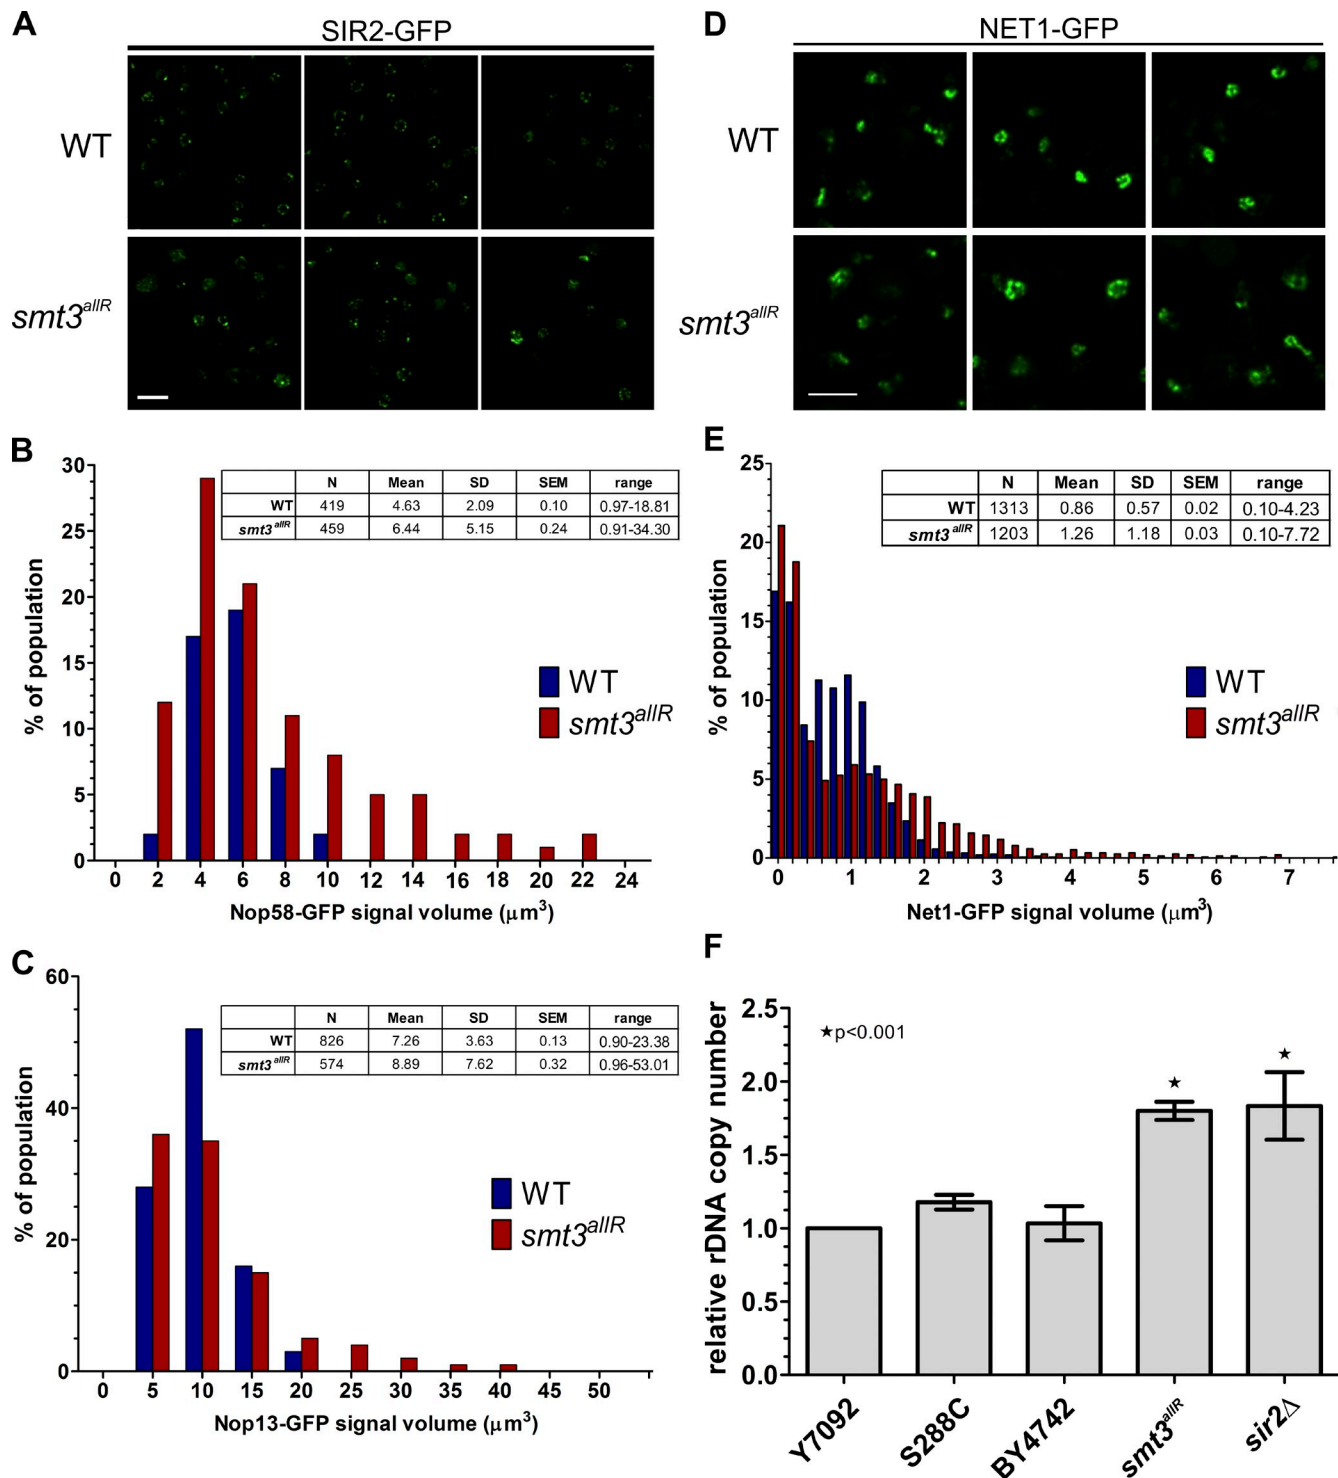 A
SIR2-GFP
WT
smt3allR
D
NET1-GFP
WT
smt3allR
B
30
25
20
15
10
5
0
% of population
N Mean SD SEM range
WT 419 4.63 2.09 0.10 0.97-18.81
smt3allR 459 6.44 5.15 0.24 0.91-34.30
WT
smt3allR
0 2 4 6 8 10 12 14 16 18 20 22 24
Nop58-GFP signal volume (μm3)
E
25
20
15
10
5
0
% of population
N Mean SD SEM range
WT 1313 0.86 0.57 0.02 0.10-4.23
smt3allR 1203 1.26 1.18 0.03 0.10-7.72
WT
smt3allR
0 1 2 3 4 5 6 7
Net1-GFP signal volume (μm3)
C
60
40
20
0
% of population
N Mean SD SEM range
WT 826 7.26 3.63 0.13 0.90-23.38
smt3allR 574 8.89 7.62 0.32 0.96-53.01
WT
smt3allR
0 5 10 15 20 25 30 35 40 45 50
Nop13-GFP signal volume (μm3)
F
2.5
2.0
1.5
1.0
0.5
0.0
relative rDNA copy number
★p<0.001
★
★
Y7092 S288C BY4742 smt3allR sir2Δ